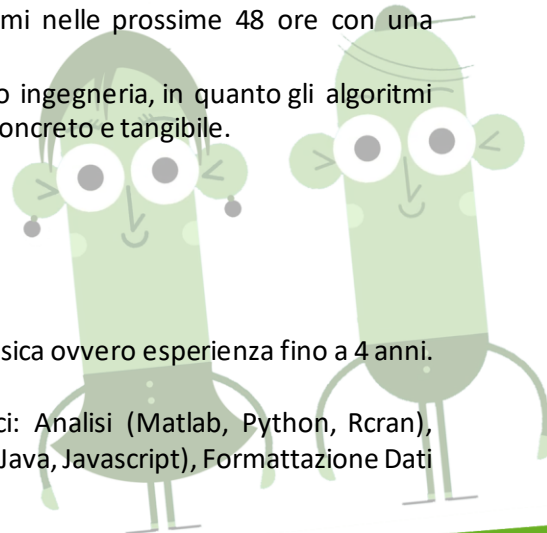 mi nelle prossime 48 ore con una
o ingegneria, in quanto gli algoritmi
oncreto e tangibile.
sica ovvero esperienza fino a 4 anni.
ci: Analisi (Matlab, Python, Rcran),
Java, Javascript), Formattazione Dati